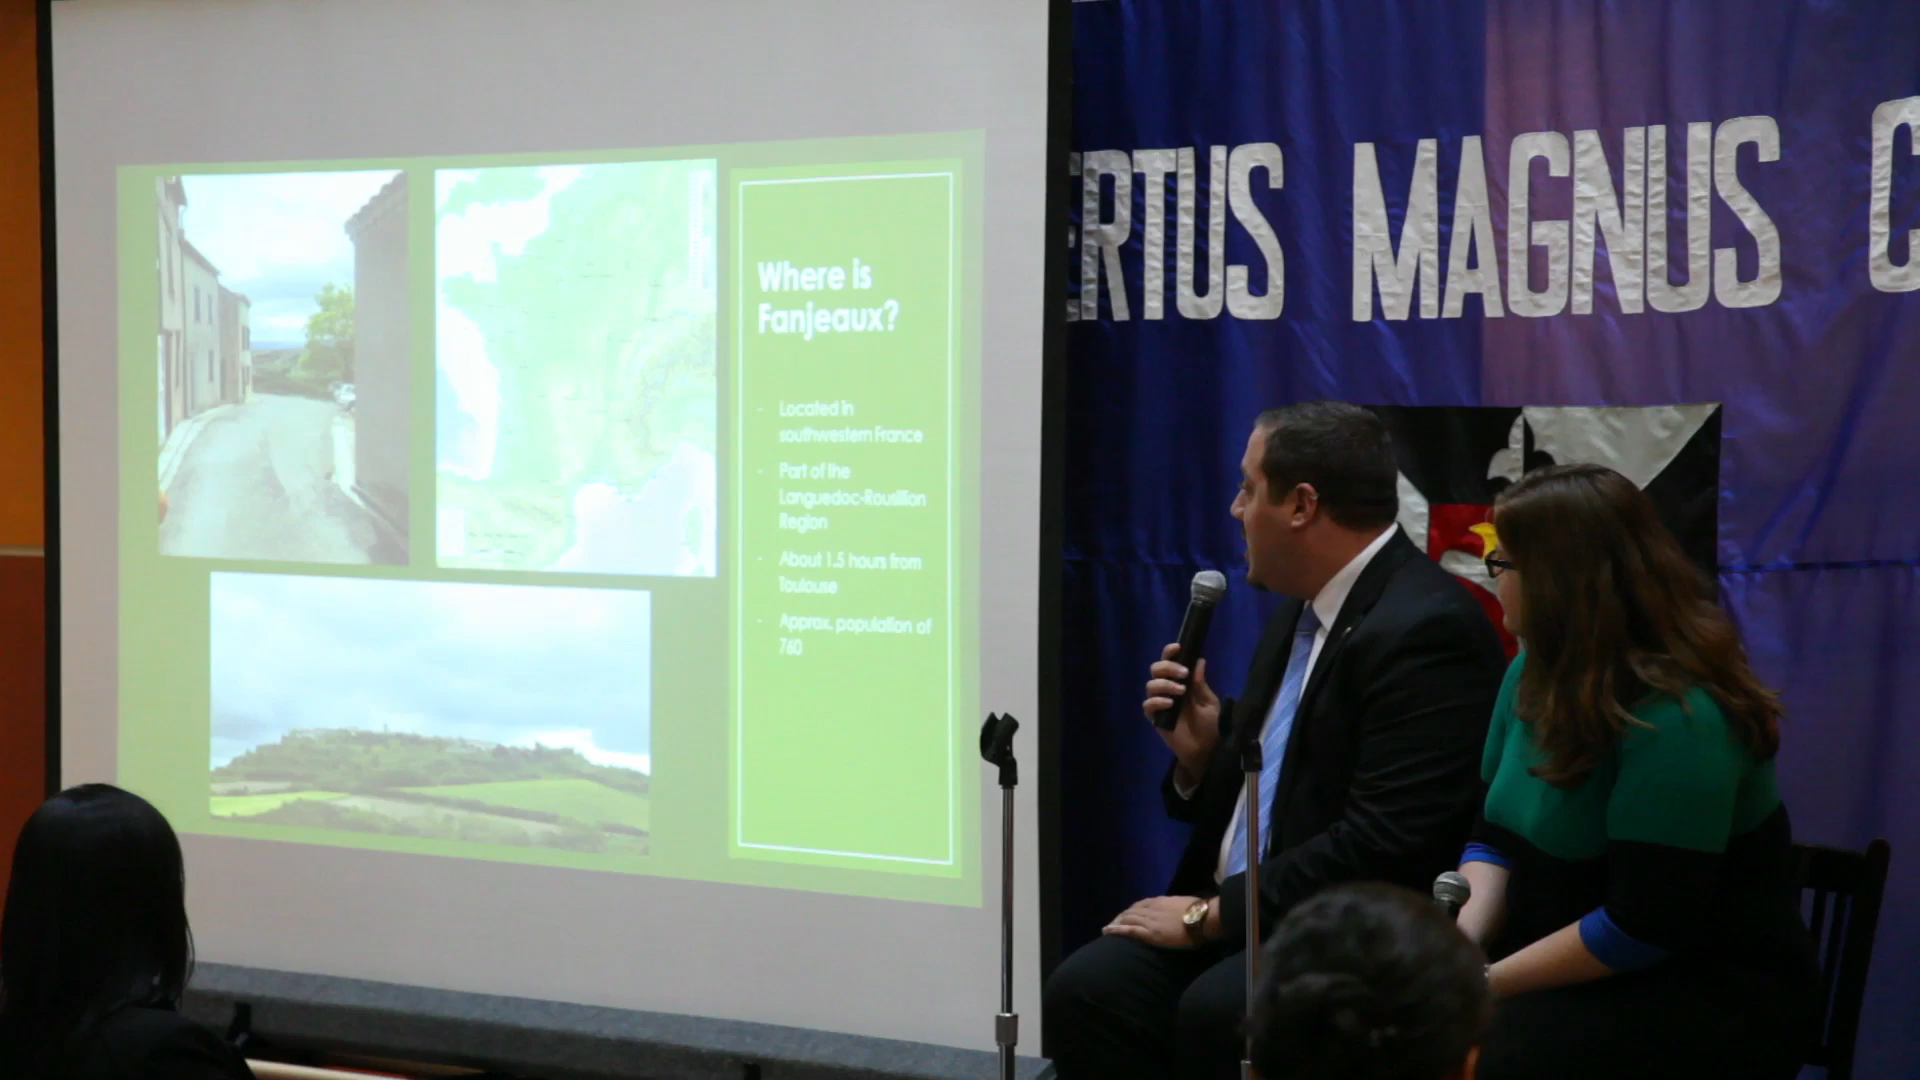 Where is
Fanjeaux?
- Located in
southwestern France
- Part of the
Languedoc-Rousillion
Region
- About 1.5 hours from
Toulouse
- Approx. population of
760
ERTUS MAGNUS C